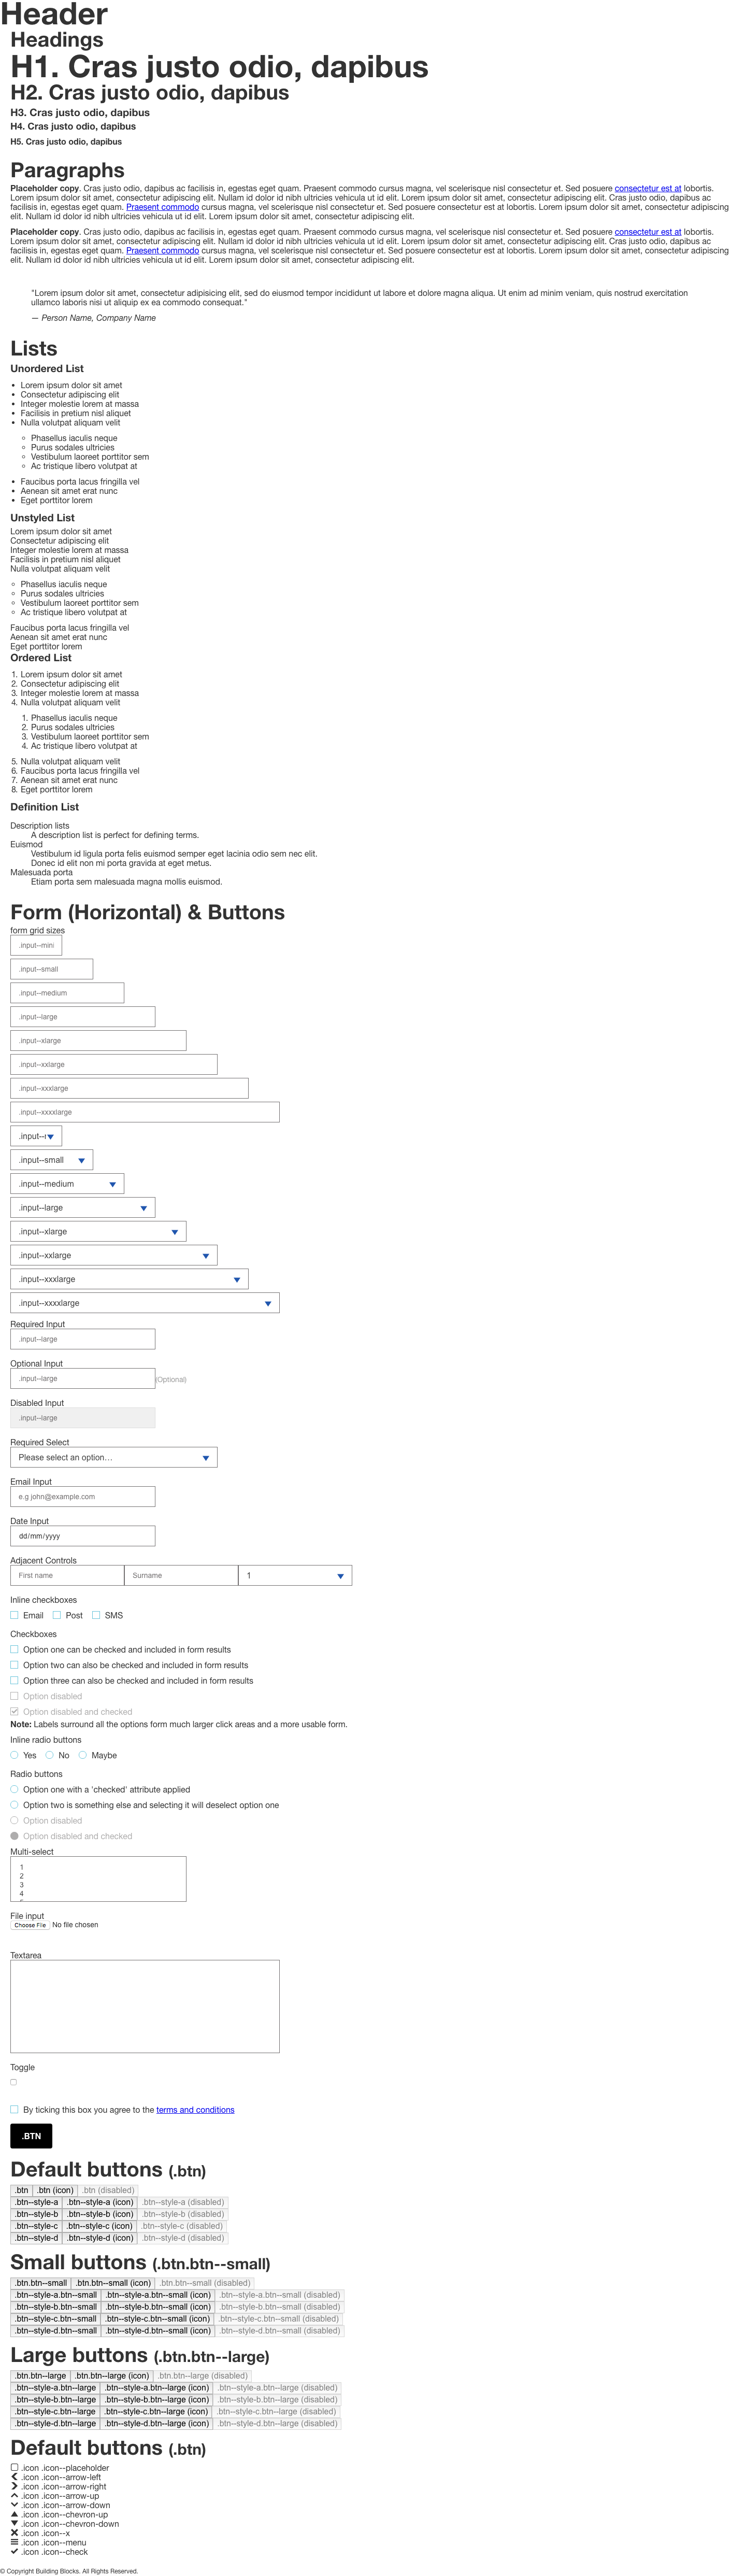 Header
Headings
H1. Cras justo odio, dapibus
H2. Cras justo odio, dapibus
H3. Cras justo odio, dapibus
H4. Cras justo odio, dapibus
H5. Cras justo odio, dapibus
Paragraphs
Placeholder copy. Cras justo odio, dapibus ac facilisis in, egestas eget quam. Praesent commodo cursus magna, vel scelerisque nisl consectetur et. Sed posuere consectetur est at lobortis.
Lorem ipsum dolor sit amet, consectetur adipiscing elit. Nullam id dolor id nibh ultricies vehicula ut id elit. Lorem ipsum dolor sit amet, consectetur adipiscing elit. Cras justo odio, dapibus ac
facilisis in, egestas eget quam. Praesent commodo cursus magna, vel scelerisque nisl consectetur et. Sed posuere consectetur est at lobortis. Lorem ipsum dolor sit amet, consectetur adipiscing
elit. Nullam id dolor id nibh ultricies vehicula ut id elit. Lorem ipsum dolor sit amet, consectetur adipiscing elit.
Placeholder copy. Cras justo odio, dapibus ac facilisis in, egestas eget quam. Praesent commodo cursus magna, vel scelerisque nisl consectetur et. Sed posuere consectetur est at lobortis.
Lorem ipsum dolor sit amet, consectetur adipiscing elit. Nullam id dolor id nibh ultricies vehicula ut id elit. Lorem ipsum dolor sit amet, consectetur adipiscing elit. Cras justo odio, dapibus ac
facilisis in, egestas eget quam. Praesent commodo cursus magna, vel scelerisque nisl consectetur et. Sed posuere consectetur est at lobortis. Lorem ipsum dolor sit amet, consectetur adipiscing
elit. Nullam id dolor id nibh ultricies vehicula ut id elit. Lorem ipsum dolor sit amet, consectetur adipiscing elit.
"Lorem ipsum dolor sit amet, consectetur adipisicing elit, sed do eiusmod tempor incididunt ut labore et dolore magna aliqua. Ut enim ad minim veniam, quis nostrud exercitation
ullamco laboris nisi ut aliquip ex ea commodo consequat."
— Person Name, Company Name
Lists
Unordered List
• Lorem ipsum dolor sit amet
• Consectetur adipiscing elit
• Integer molestie lorem at massa
• Facilisis in pretium nisl aliquet
• Nulla volutpat aliquam velit
◦ Phasellus iaculis neque
◦ Purus sodales ultricies
◦ Vestibulum laoreet porttitor sem
◦ Ac tristique libero volutpat at
• Faucibus porta lacus fringilla vel
• Aenean sit amet erat nunc
• Eget porttitor lorem
Unstyled List
Lorem ipsum dolor sit amet
Consectetur adipiscing elit
Integer molestie lorem at massa
Facilisis in pretium nisl aliquet
Nulla volutpat aliquam velit
◦ Phasellus iaculis neque
◦ Purus sodales ultricies
◦ Vestibulum laoreet porttitor sem
◦ Ac tristique libero volutpat at
Faucibus porta lacus fringilla vel
Aenean sit amet erat nunc
Eget porttitor lorem
Ordered List
1. Lorem ipsum dolor sit amet
2. Consectetur adipiscing elit
3. Integer molestie lorem at massa
4. Nulla volutpat aliquam velit
1. Phasellus iaculis neque
2. Purus sodales ultricies
3. Vestibulum laoreet porttitor sem
4. Ac tristique libero volutpat at
5. Nulla volutpat aliquam velit
6. Faucibus porta lacus fringilla vel
7. Aenean sit amet erat nunc
8. Eget porttitor lorem
Definition List
Description lists
A description list is perfect for defining terms.
Euismod
Vestibulum id ligula porta felis euismod semper eget lacinia odio sem nec elit.
Donec id elit non mi porta gravida at eget metus.
Malesuada porta
Etiam porta sem malesuada magna mollis euismod.
Form (Horizontal) & Buttons
form grid sizes
.input--mini
.input--small
.input--medium
.input--large
.input--xlarge
.input--xxlarge
.input--xxxlarge
.input--xxxxlarge
.input--
.input--small
.input--medium
.input--large
.input--xlarge
.input--xxlarge
.input--xxxlarge
.input--xxxxlarge
Required Input
.input--large
Optional Input
.input--large (Optional)
Disabled Input
.input--large
Required Select
Please select an option…
Email Input
e.g john@example.com
Date Input
dd/mm/yyyy
Adjacent Controls
First name Surname 1
Inline checkboxes
Email Post SMS
Checkboxes
Option one can be checked and included in form results
Option two can also be checked and included in form results
Option three can also be checked and included in form results
Option disabled
Option disabled and checked
Note: Labels surround all the options form much larger click areas and a more usable form.
Inline radio buttons
Yes No Maybe
Radio buttons
Option one with a 'checked' attribute applied
Option two is something else and selecting it will deselect option one
Option disabled
Option disabled and checked
Multi-select
1
2
3
4
File input
Choose File No file chosen
Textarea
Toggle
By ticking this box you agree to the terms and conditions
.BTN
Default buttons (.btn)
.btn .btn (icon) .btn (disabled)
.btn--style-a .btn--style-a (icon) .btn--style-a (disabled)
.btn--style-b .btn--style-b (icon) .btn--style-b (disabled)
.btn--style-c .btn--style-c (icon) .btn--style-c (disabled)
.btn--style-d .btn--style-d (icon) .btn--style-d (disabled)
Small buttons (.btn.btn--small)
.btn.btn--small .btn.btn--small (icon) .btn.btn--small (disabled)
.btn--style-a.btn--small .btn--style-a.btn--small (icon) .btn--style-a.btn--small (disabled)
.btn--style-b.btn--small .btn--style-b.btn--small (icon) .btn--style-b.btn--small (disabled)
.btn--style-c.btn--small .btn--style-c.btn--small (icon) .btn--style-c.btn--small (disabled)
.btn--style-d.btn--small .btn--style-d.btn--small (icon) .btn--style-d.btn--small (disabled)
Large buttons (.btn.btn--large)
.btn.btn--large .btn.btn--large (icon) .btn.btn--large (disabled)
.btn--style-a.btn--large .btn--style-a.btn--large (icon) .btn--style-a.btn--large (disabled)
.btn--style-b.btn--large .btn--style-b.btn--large (icon) .btn--style-b.btn--large (disabled)
.btn--style-c.btn--large .btn--style-c.btn--large (icon) .btn--style-c.btn--large (disabled)
.btn--style-d.btn--large .btn--style-d.btn--large (icon) .btn--style-d.btn--large (disabled)
Default buttons (.btn)
.icon .icon--placeholder
.icon .icon--arrow-left
.icon .icon--arrow-right
.icon .icon--arrow-up
.icon .icon--arrow-down
.icon .icon--chevron-up
.icon .icon--chevron-down
.icon .icon--x
.icon .icon--menu
.icon .icon--check
© Copyright Building Blocks. All Rights Reserved.